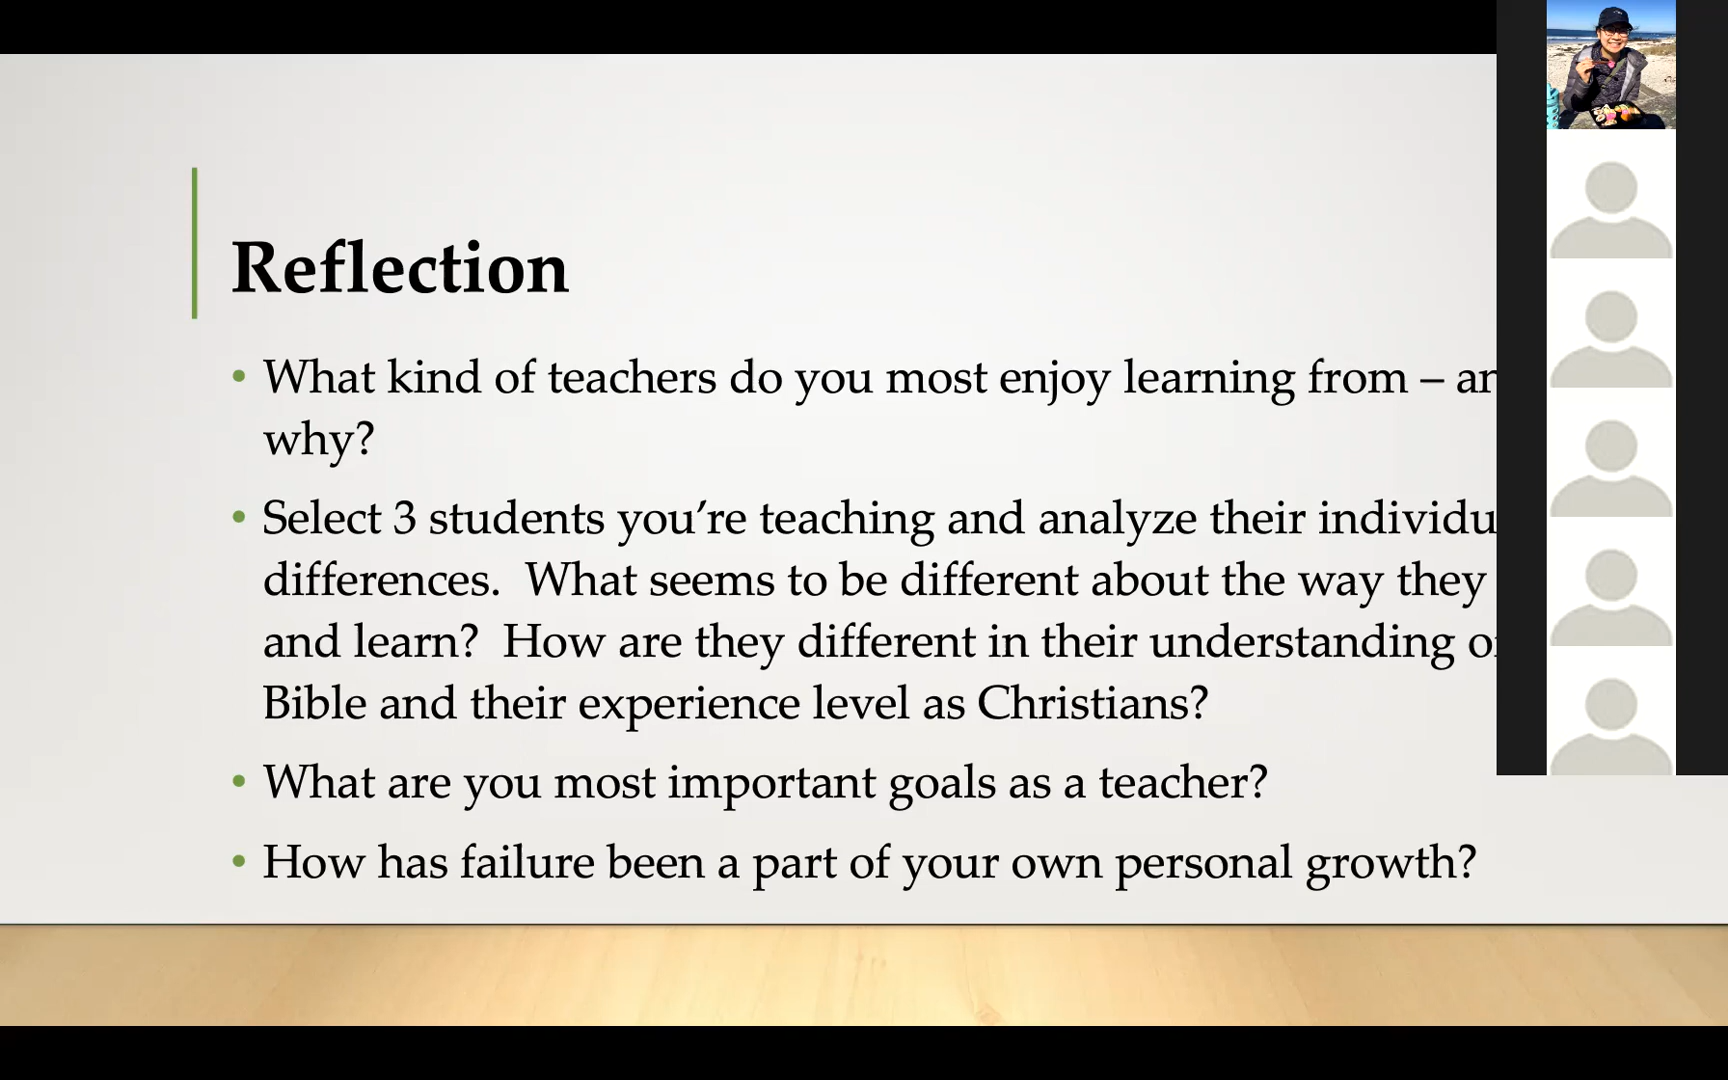 Reflection
• What kind of teachers do you most enjoy learning from –
why?
• Select 3 students you’re teaching and analyze their
differences.  What seems to be different about the way they
and learn?  How are they different in their understanding
Bible and their experience level as Christians?
• What are you most important goals as a teacher?
• How has failure been a part of your own personal growth?